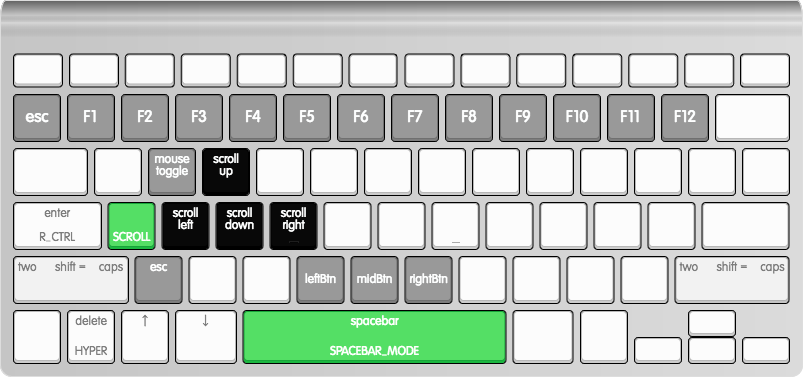 esc F1 F2 F3 F4 F5 F6 F7 F8 F9 F10 F11 F12
mouse
toggle
scroll
up
enter
R_CTRL
SCROLL
scroll
left
scroll
down
scroll
right
_
two shift = caps
esc
leftBtn midBtn rightBtn
two shift = caps
delete
HYPER
↑
↓
spacebar
SPACEBAR_MODE